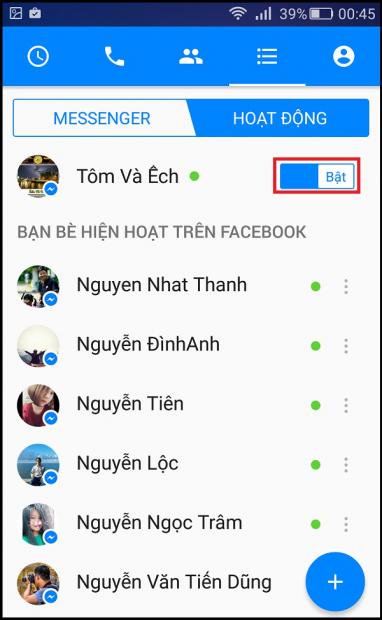 39% 00:45
MESSENGER HOẠT ĐỘNG
Tôm Và Êch Bật
BẠN BÈ HIỆN HOẠT TRÊN FACEBOOK
Nguyen Nhat Thanh
Nguyễn ĐìnhAnh
Nguyễn Tiên
Nguyễn Lộc
Nguyễn Ngọc Trâm
Nguyễn Văn Tiến Dũng